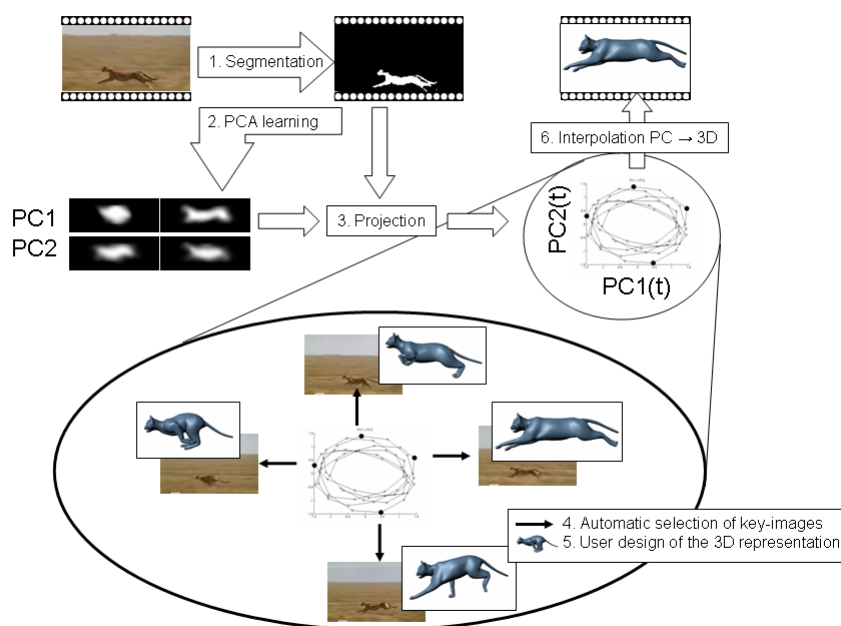 1. Segmentation
2. PCA learning
6. Interpolation PC → 3D
PC1
PC2
3. Projection
PC2(t)
PC1(t)
4. Automatic selection of key-images
5. User design of the 3D representation